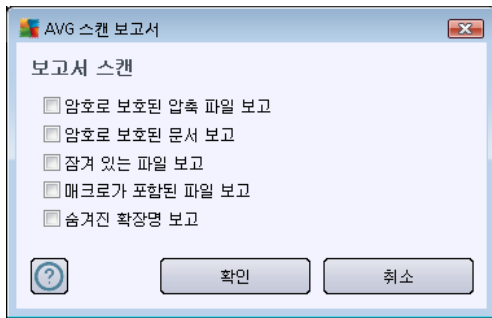 AVG 스캔 보고서
보고서 스캔
암호로 보호된 압축 파일 보고
암호로 보호된 문서 보고
잠겨 있는 파일 보고
매크로가 포함된 파일 보고
숨겨진 확장명 보고
?
확인
취소